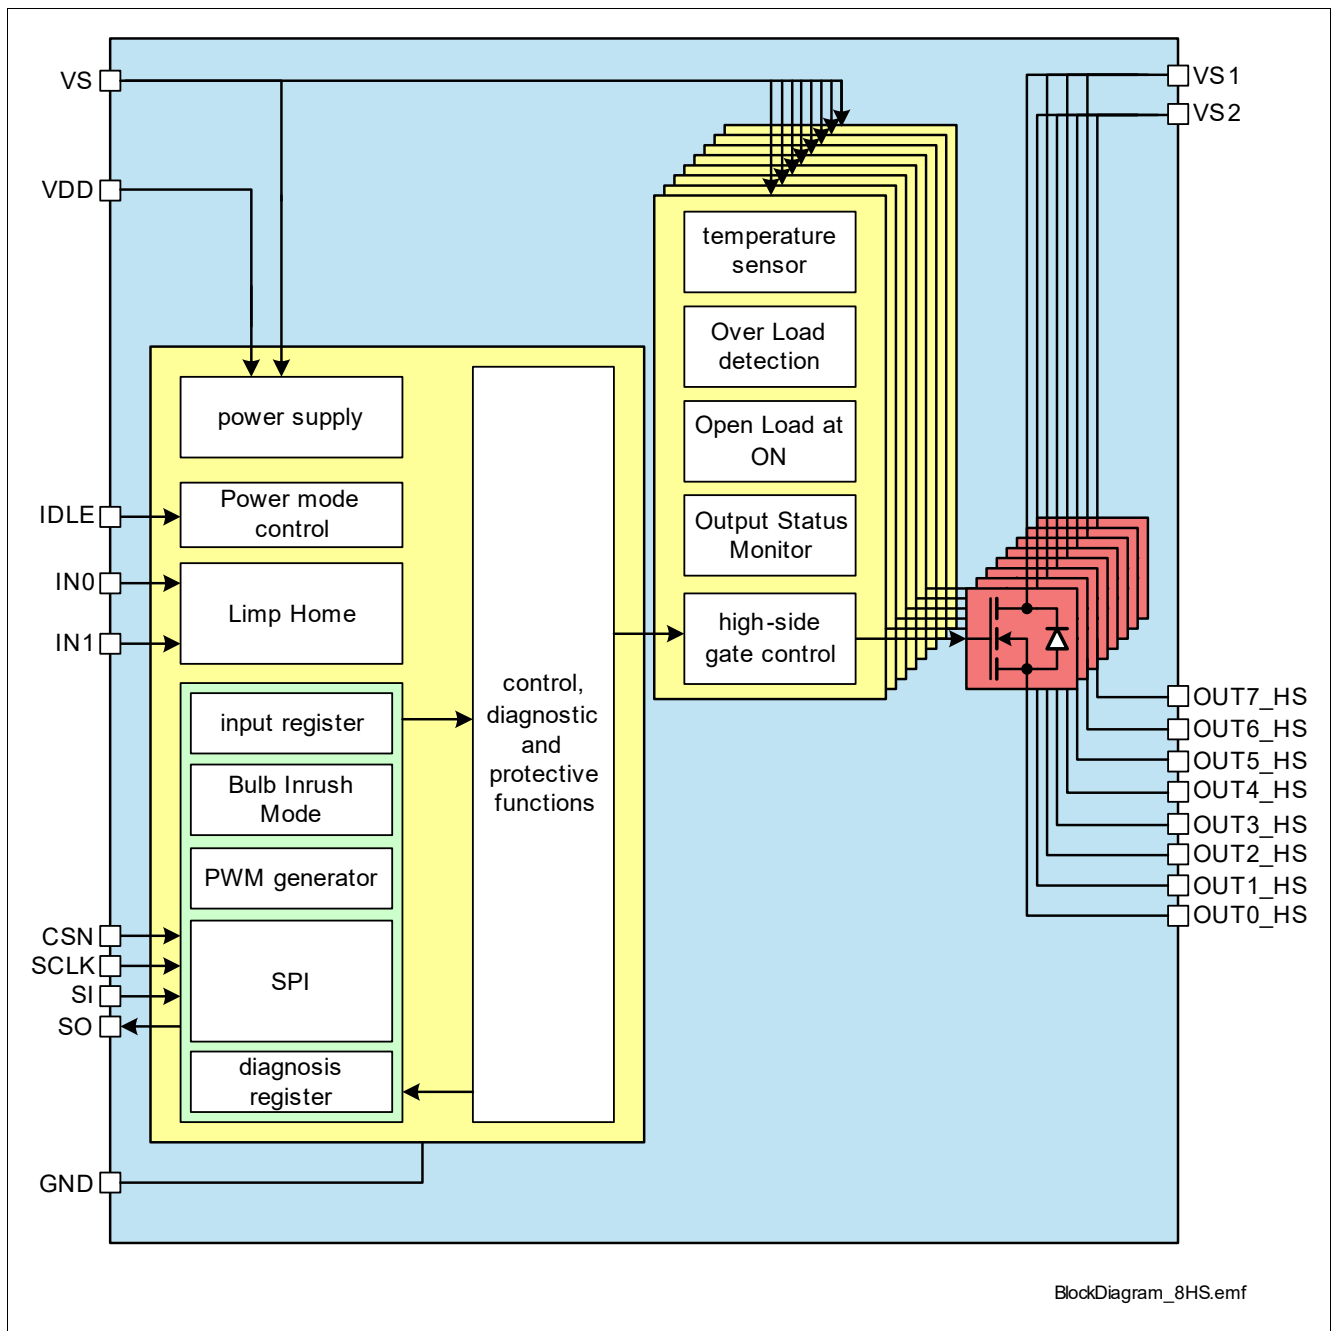 VS
VDD
IDLE
IN0
IN1
CSN
SCLK
SI
SO
GND
power supply
Power mode
control
Limp Home
input register
Bulb Inrush
Mode
PWM generator
SPI
diagnosis
register
control,
diagnostic
and
protective
functions
temperature
sensor
Over Load
detection
Open Load at
ON
Output Status
Monitor
high-side
gate control
VS1
VS2
OUT7_HS
OUT6_HS
OUT5_HS
OUT4_HS
OUT3_HS
OUT2_HS
OUT1_HS
OUT0_HS
BlockDiagram_8HS.emf